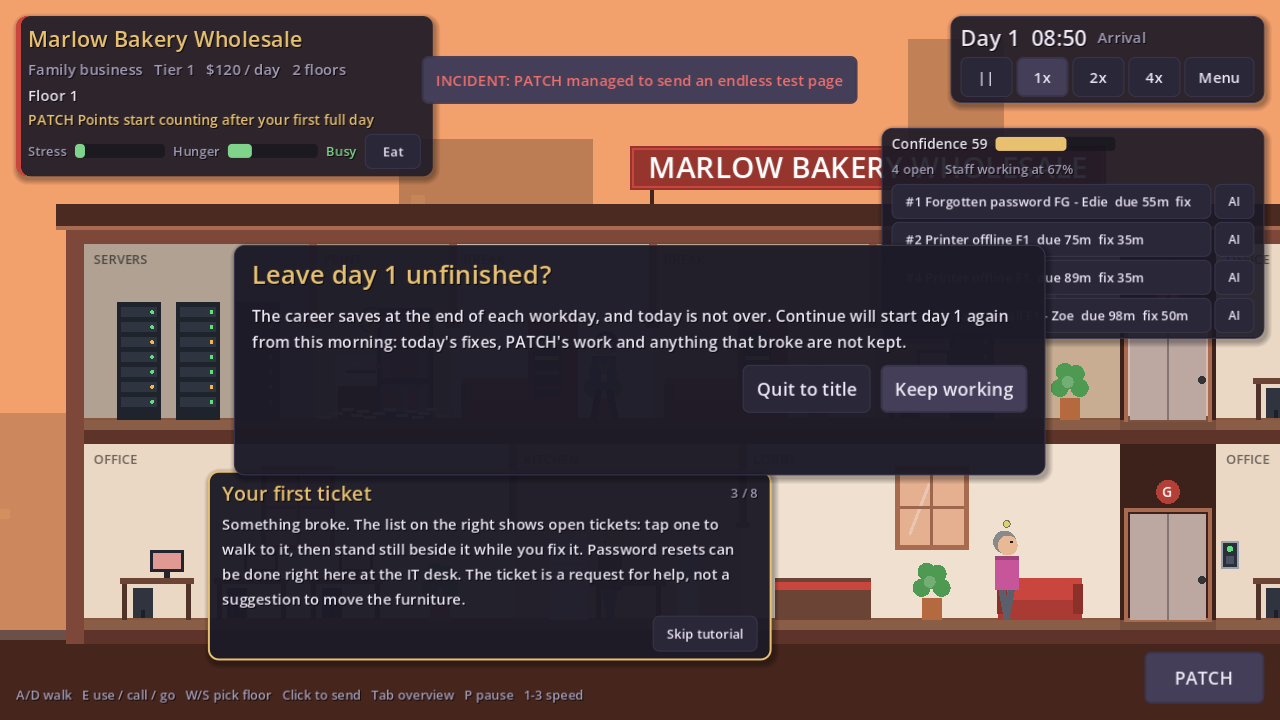 Marlow Bakery Wholesale
Family business Tier 1 $120 / day 2 floors
Floor 1
PATCH Points start counting after your first full day
Stress Hunger Busy Eat
INCIDENT: PATCH managed to send an endless test page
Day 1 08:50 Arrival
|| 1x 2x 4x Menu
MARLOW BAKERY WHOLESALE
Confidence 59
4 open Staff working at 67%
#1 Forgotten password FG - Edie due 55m fix AI
#2 Printer offline F1 due 75m fix 35m AI
due 89m fix 35m AI
- Zoe due 98m fix 50m AI
SERVERS
Leave day 1 unfinished?
The career saves at the end of each workday, and today is not over. Continue will start day 1 again
from this morning: today's fixes, PATCH's work and anything that broke are not kept.
Quit to title Keep working
OFFICE
OFFICE
G
Your first ticket 3 / 8
Something broke. The list on the right shows open tickets: tap one to
walk to it, then stand still beside it while you fix it. Password resets can
be done right here at the IT desk. The ticket is a request for help, not a
suggestion to move the furniture.
Skip tutorial
A/D walk E use / call / go W/S pick floor Click to send Tab overview P pause 1-3 speed
PATCH